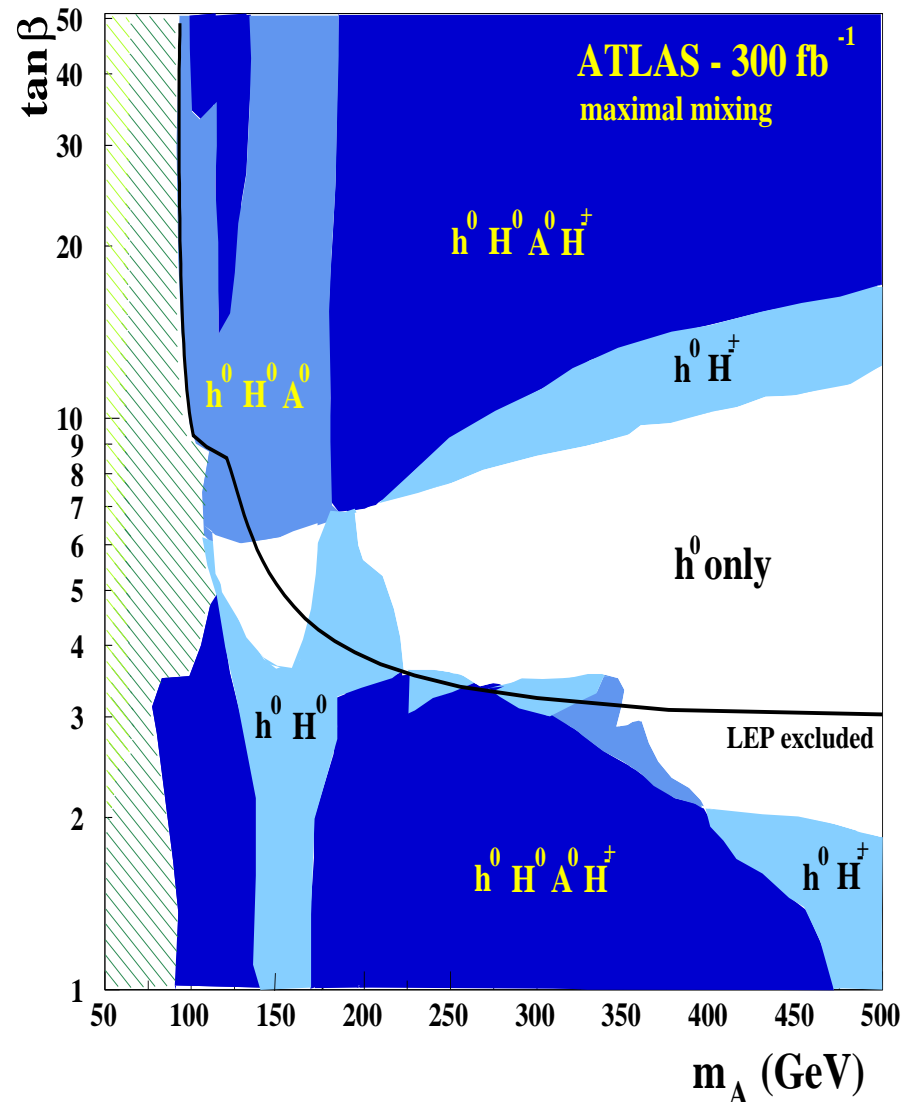 tan β
50
40
30
20
10
9
8
7
6
5
4
3
2
1
ATLAS - 300 fb⁻¹
maximal mixing
h⁰ H⁰ A⁰ H±
h⁰ H±
h⁰ H⁰ A⁰
h⁰ only
h⁰ H⁰
LEP excluded
h⁰ H⁰ A⁰ H±
h⁰ H±
50 100 150 200 250 300 350 400 450 500
m_A (GeV)